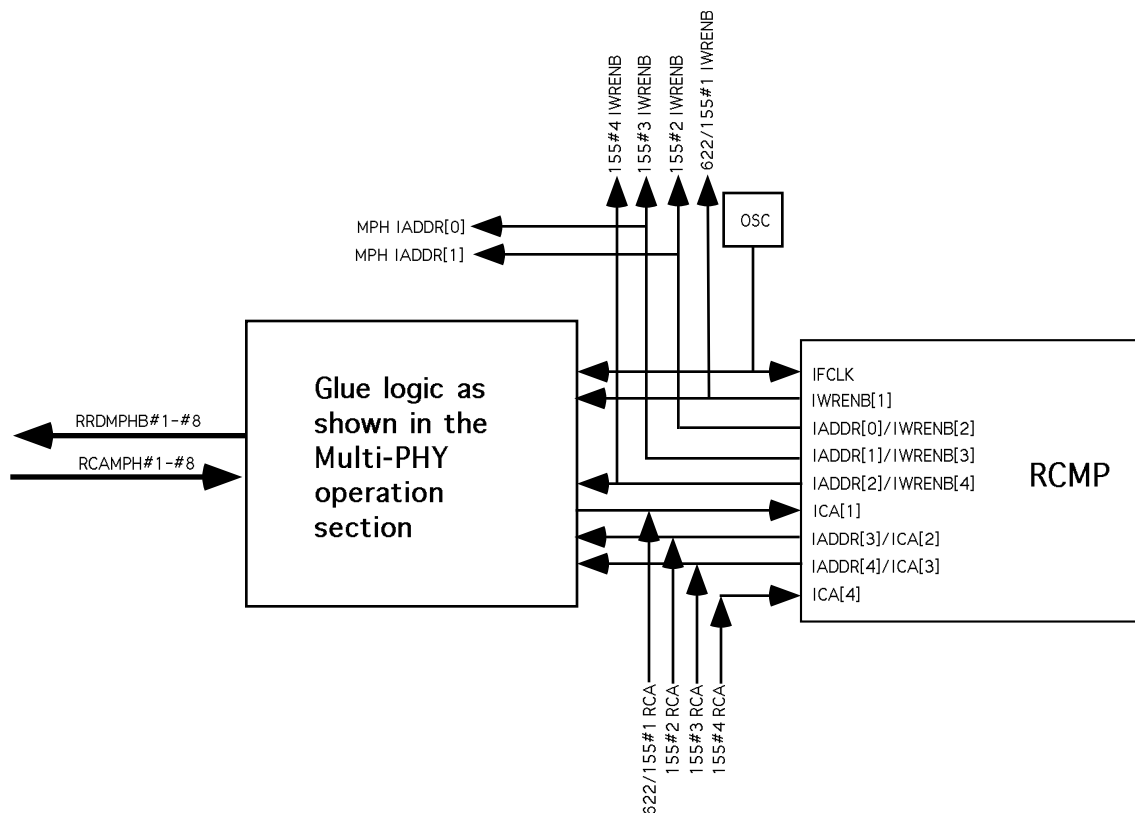 155#4 IWRENB
155#3 IWRENB
155#2 IWRENB
622/155#1 IWRENB
OSC
MPH IADDR[0]
MPH IADDR[1]
Glue logic as
shown in the
Multi-PHY
operation
section
RRDMPHB#1-#8
RCAMPH#1-#8
IFCLK
IWRENB[1]
IADDR[0]/IWRENB[2]
IADDR[1]/IWRENB[3]
IADDR[2]/IWRENB[4]
ICA[1]
IADDR[3]/ICA[2]
IADDR[4]/ICA[3]
ICA[4]
RCMP
622/155#1 RCA
155#2 RCA
155#3 RCA
155#4 RCA